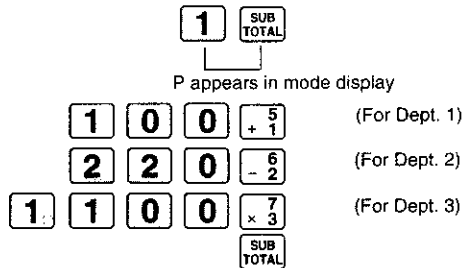 1 SUB TOTAL
P appears in mode display
1 0 0 + 5 1 (For Dept. 1)
2 2 0 - 6 2 (For Dept. 2)
1 1 0 0 × 7 3 (For Dept. 3)
SUB TOTAL